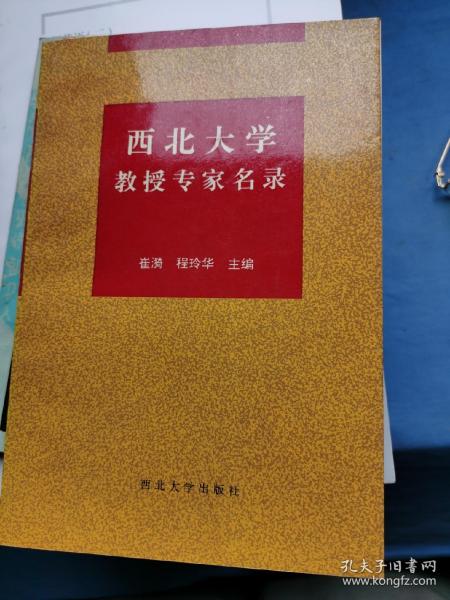 西北大学
教授专家名录
崔漪 程玲华 主编
西北大学出版社
孔夫子旧书网
www.kongfz.com